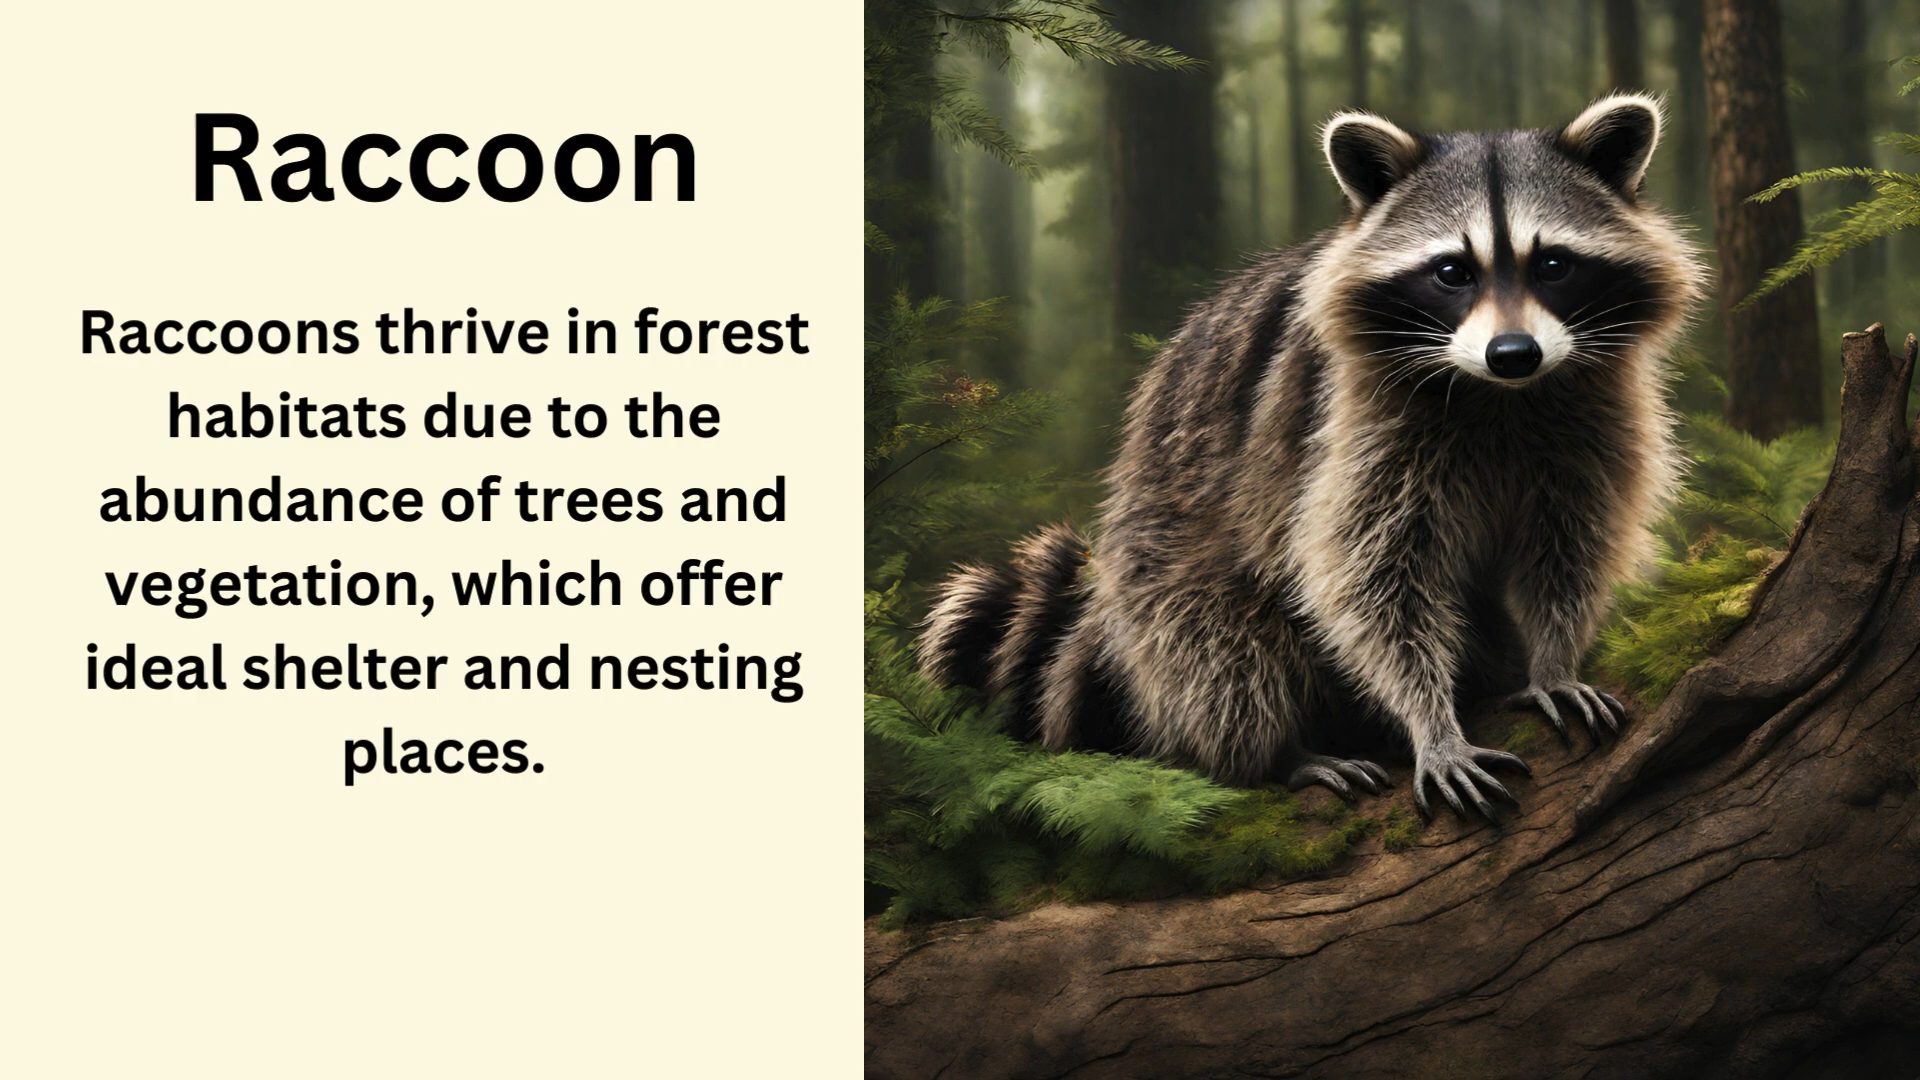 Raccoon
Raccoons thrive in forest
habitats due to the
abundance of trees and
vegetation, which offer
ideal shelter and nesting
places.